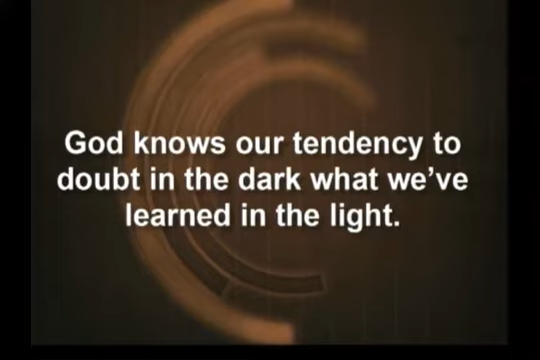 God knows our tendency to
doubt in the dark what we’ve
learned in the light.